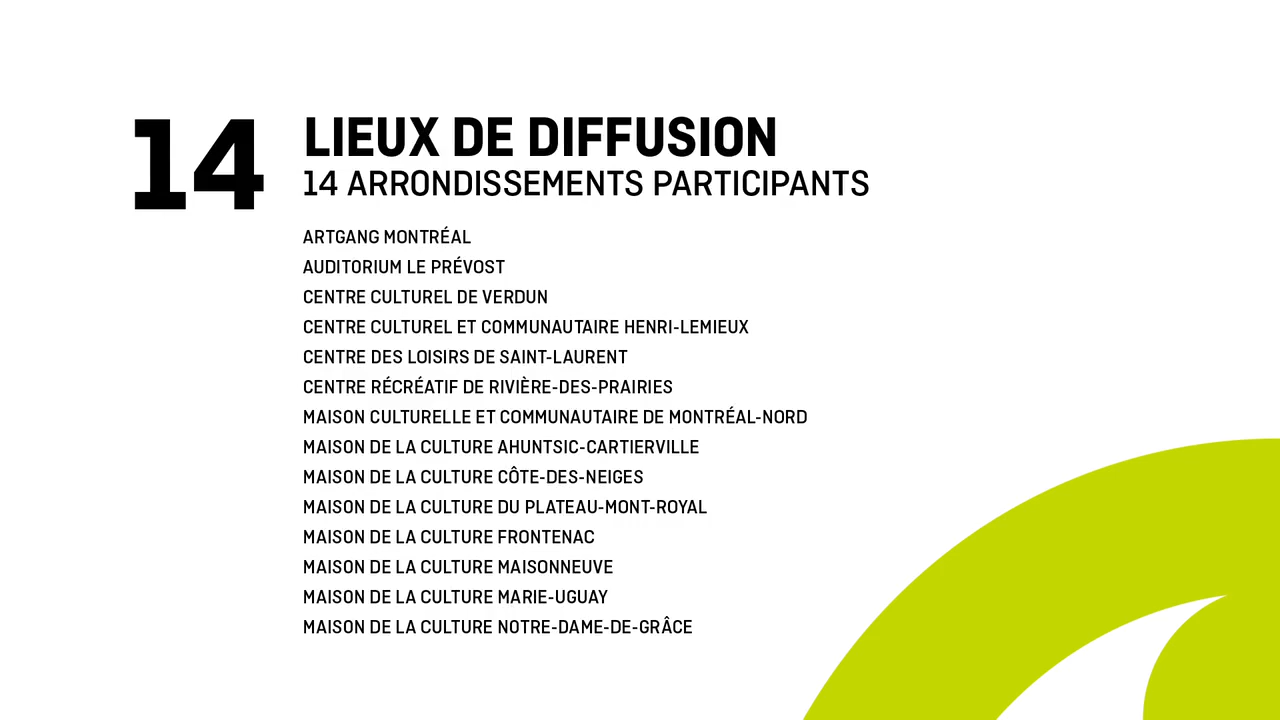 14
LIEUX DE DIFFUSION
14 ARRONDISSEMENTS PARTICIPANTS
ARTGANG MONTRÉAL
AUDITORIUM LE PRÉVOST
CENTRE CULTUREL DE VERDUN
CENTRE CULTUREL ET COMMUNAUTAIRE HENRI-LEMIEUX
CENTRE DES LOISIRS DE SAINT-LAURENT
CENTRE RÉCRÉATIF DE RIVIÈRE-DES-PRAIRIES
MAISON CULTURELLE ET COMMUNAUTAIRE DE MONTRÉAL-NORD
MAISON DE LA CULTURE AHUNTSIC-CARTIERVILLE
MAISON DE LA CULTURE CÔTE-DES-NEIGES
MAISON DE LA CULTURE DU PLATEAU-MONT-ROYAL
MAISON DE LA CULTURE FRONTENAC
MAISON DE LA CULTURE MAISONNEUVE
MAISON DE LA CULTURE MARIE-UGUAY
MAISON DE LA CULTURE NOTRE-DAME-DE-GRÂCE